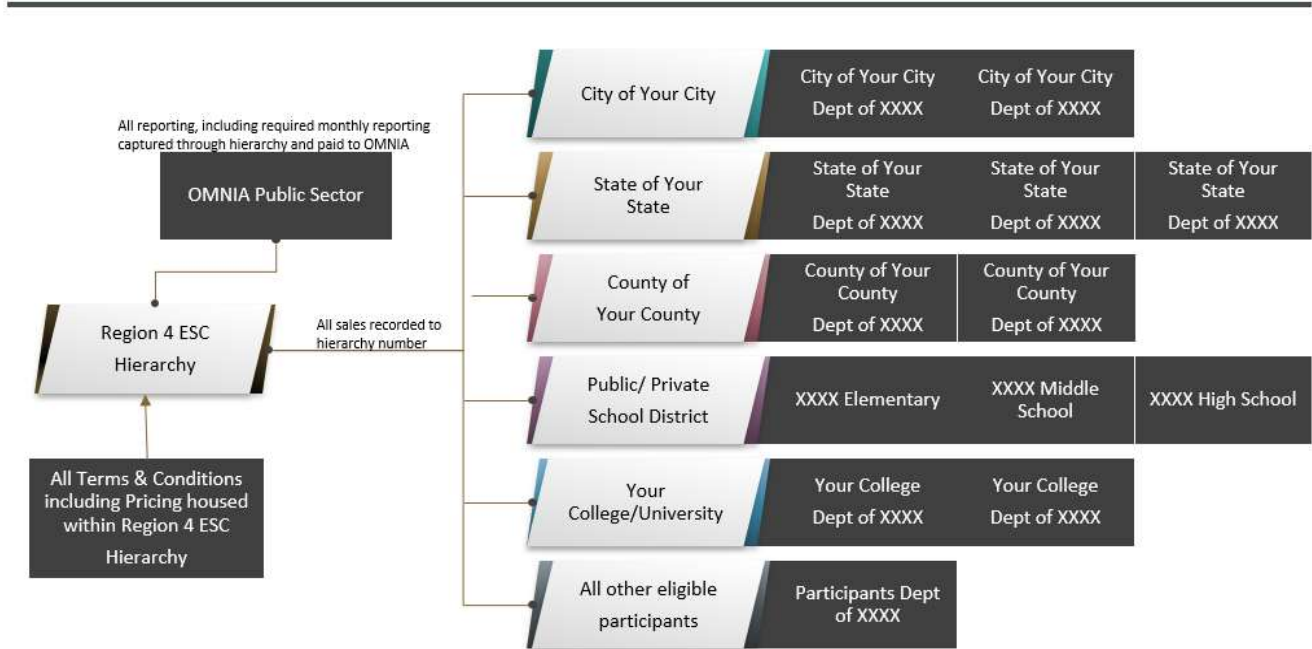 All reporting, including required monthly reporting
captured through hierarchy and paid to OMNIA
OMNIA Public Sector
Region 4 ESC
Hierarchy
All sales recorded to
hierarchy number
All Terms & Conditions
including Pricing housed
within Region 4 ESC
Hierarchy
City of Your City
City of Your City
Dept of XXXX
City of Your City
Dept of XXXX
State of Your
State
State of Your
State
Dept of XXXX
State of Your
State
Dept of XXXX
State of Your
State
Dept of XXXX
County of
Your County
County of Your
County
Dept of XXXX
County of Your
County
Dept of XXXX
Public/ Private
School District
XXXX Elementary
XXXX Middle
School
XXXX High School
Your
College/University
Your College
Dept of XXXX
Your College
Dept of XXXX
All other eligible
participants
Participants Dept
of XXXX